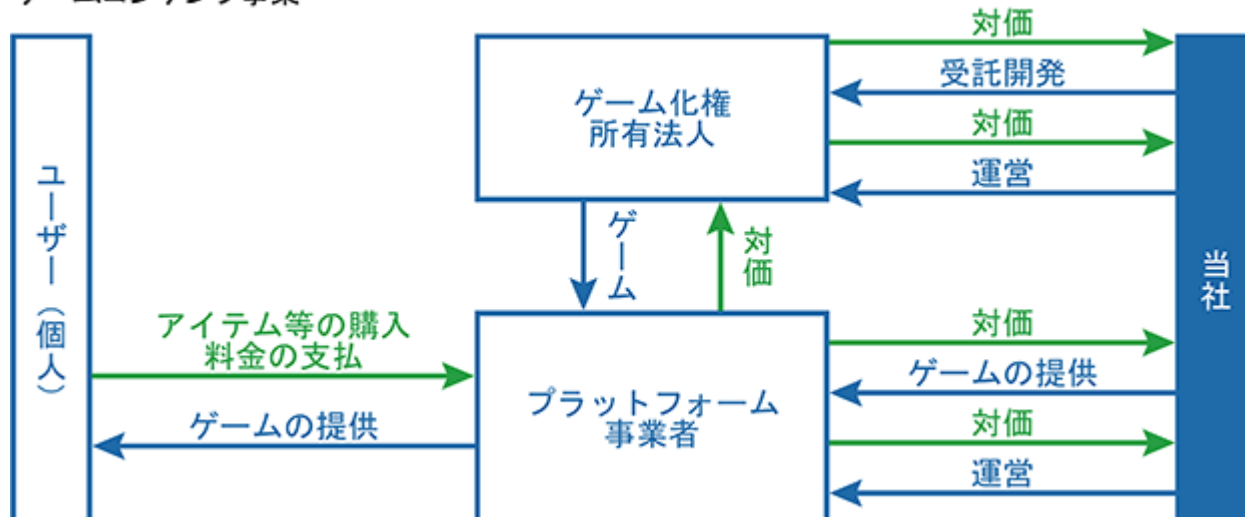 対価
受託開発
ゲーム化権
所有法人
対価
運営
ユーザー（個人）
ゲーム
対価
当社
アイテム等の購入
料金の支払
対価
ゲームの提供
プラットフォーム
事業者
ゲームの提供
対価
運営